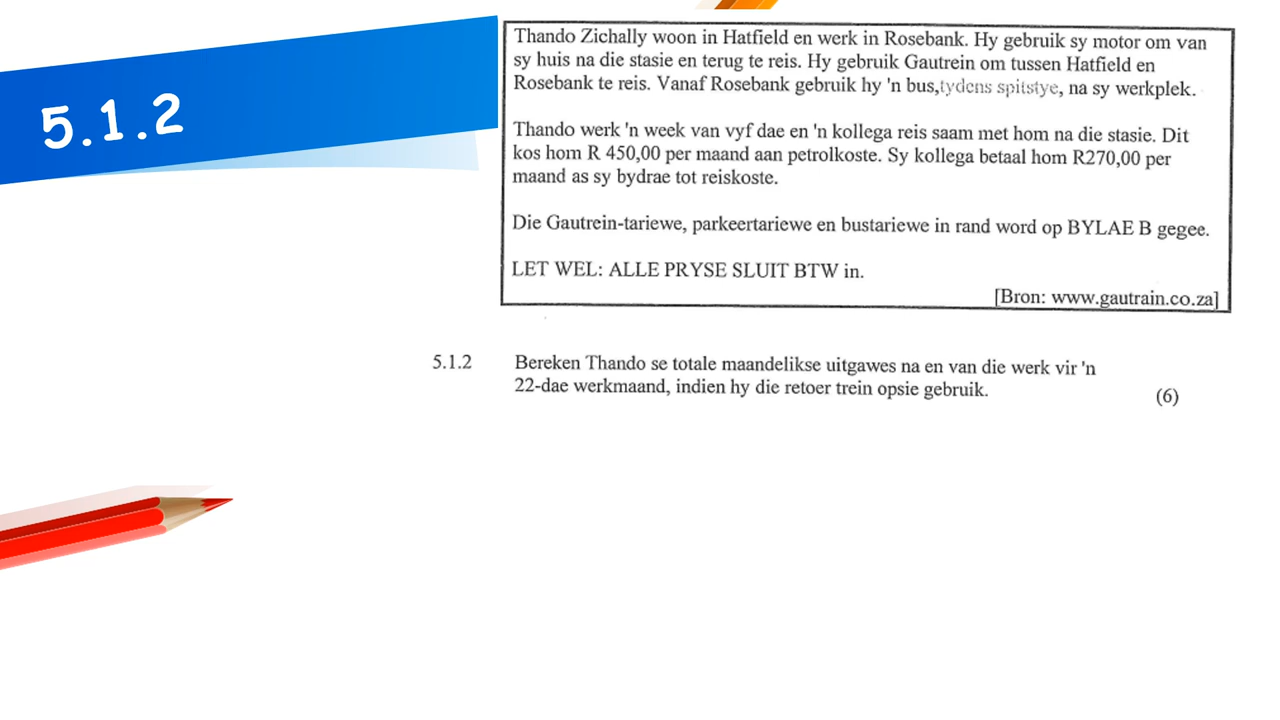 5.1.2
Thando Zichally woon in Hatfield en werk in Rosebank. Hy gebruik sy motor om van
sy huis na die stasie en terug te reis. Hy gebruik Gautrein om tussen Hatfield en
Rosebank te reis. Vanaf Rosebank gebruik hy 'n bus,tydens spitstye, na sy werkplek.
Thando werk 'n week van vyf dae en 'n kollega reis saam met hom na die stasie. Dit
kos hom R 450,00 per maand aan petrolkoste. Sy kollega betaal hom R270,00 per
maand as sy bydrae tot reiskoste.
Die Gautrein-tariewe, parkeertariewe en bustariewe in rand word op BYLAE B gegee.
LET WEL: ALLE PRYSE SLUIT BTW in.
[Bron: www.gautrain.co.za]
5.1.2 Bereken Thando se totale maandelikse uitgawes na en van die werk vir 'n
22-dae werkmaand, indien hy die retoer trein opsie gebruik.
(6)